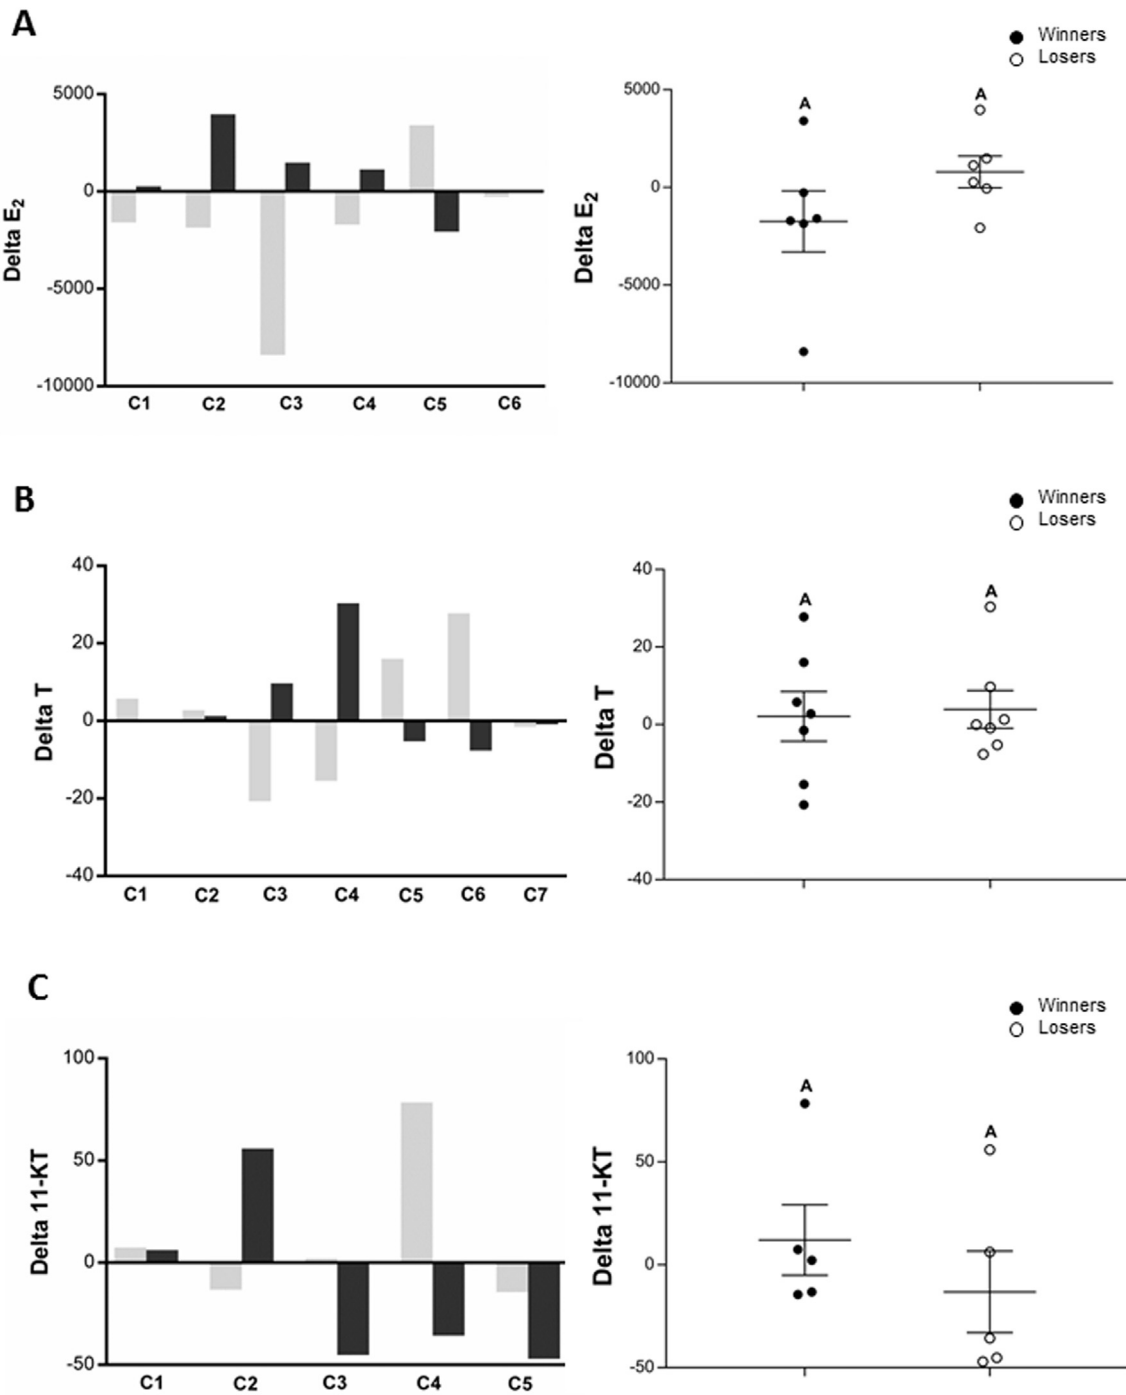 A
Winners
Losers
5000
0
-5000
-10000
Delta E2
C1 C2 C3 C4 C5 C6
5000
0
-5000
-10000
Delta E2
A A
B
Winners
Losers
40
20
0
-20
-40
Delta T
C1 C2 C3 C4 C5 C6 C7
40
20
0
-20
-40
Delta T
A A
C
Winners
Losers
100
50
0
-50
Delta 11-KT
C1 C2 C3 C4 C5
100
50
0
-50
Delta 11-KT
A
A